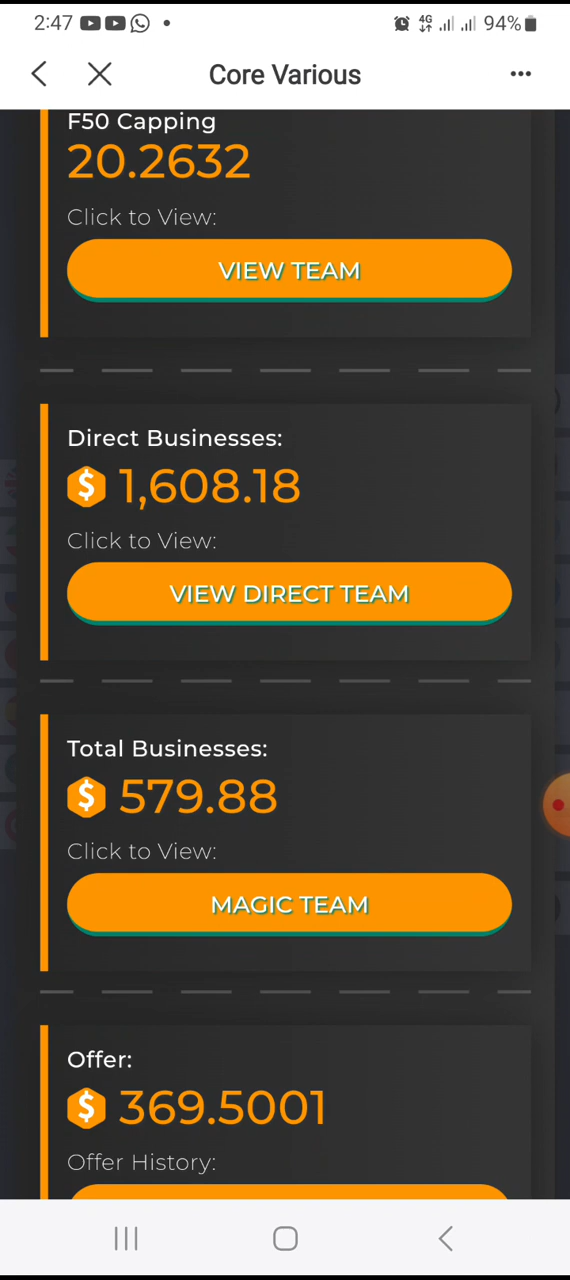 2:47
4G
94%
Core Various
F50 Capping
20.2632
Click to View:
VIEW TEAM
Direct Businesses:
$ 1,608.18
Click to View:
VIEW DIRECT TEAM
Total Businesses:
$ 579.88
Click to View:
MAGIC TEAM
Offer:
$ 369.5001
Offer History: